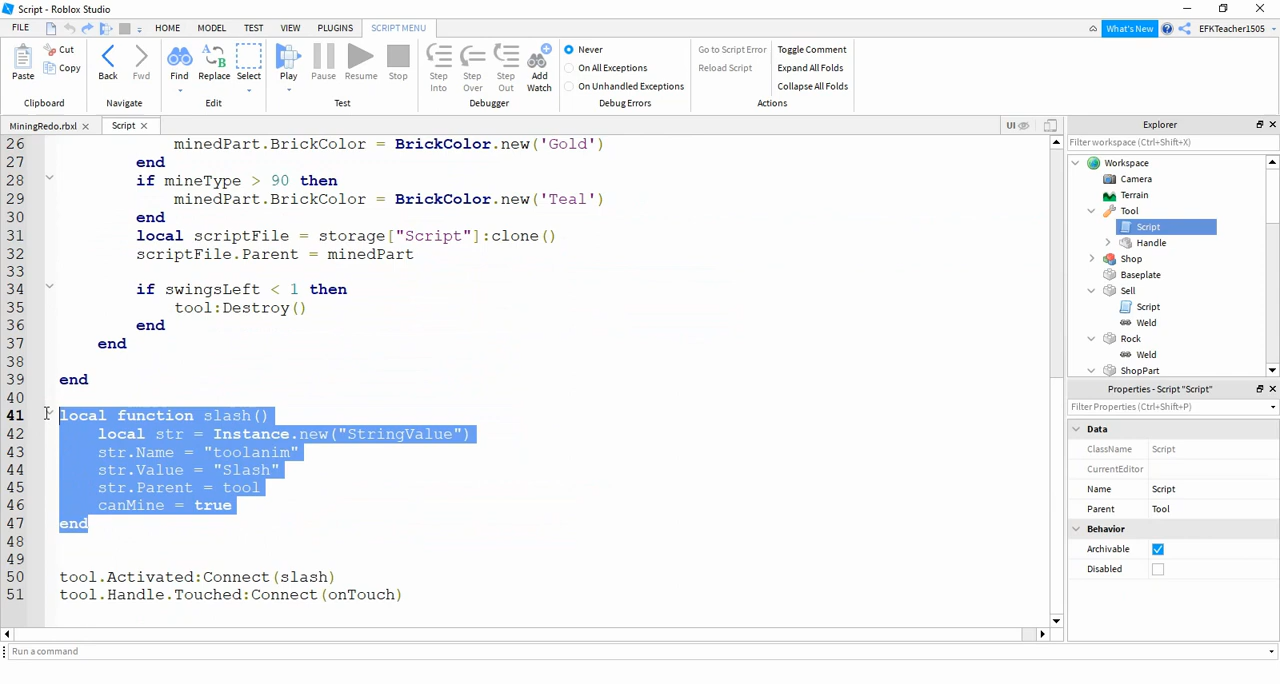 Script - Roblox Studio
FILE HOME MODEL TEST VIEW PLUGINS SCRIPT MENU What's New EFKTeacher1505
Paste Cut Copy Back Fwd Find Replace Select Play Pause Resume Stop Step Into Step Over Step Out Add Watch
Never
On All Exceptions
On Unhandled Exceptions
Go to Script Error
Reload Script
Toggle Comment
Expand All Folds
Collapse All Folds
Clipboard Navigate Edit Test Debugger Debug Errors Actions
MiningRedo.rbxl Script UI
26 minedPart.BrickColor = BrickColor.new('Gold')
27 end
28 if mineType > 90 then
29 minedPart.BrickColor = BrickColor.new('Teal')
30 end
31 local scriptFile = storage["Script"]:clone()
32 scriptFile.Parent = minedPart
33
34 if swingsLeft < 1 then
35 tool:Destroy()
36 end
37 end
38
39 end
40
41 local function slash()
42 local str = Instance.new("StringValue")
43 str.Name = "toolanim"
44 str.Value = "Slash"
45 str.Parent = tool
46 canMine = true
47 end
48
49
50 tool.Activated:Connect(slash)
51 tool.Handle.Touched:Connect(onTouch)
Explorer
Filter workspace (Ctrl+Shift+X)
Workspace
Camera
Terrain
Tool
Script
Handle
Shop
Baseplate
Sell
Script
Weld
Rock
Weld
ShopPart
Properties - Script "Script"
Filter Properties (Ctrl+Shift+P)
Data
ClassName Script
CurrentEditor
Name Script
Parent Tool
Behavior
Archivable
Disabled
Run a command